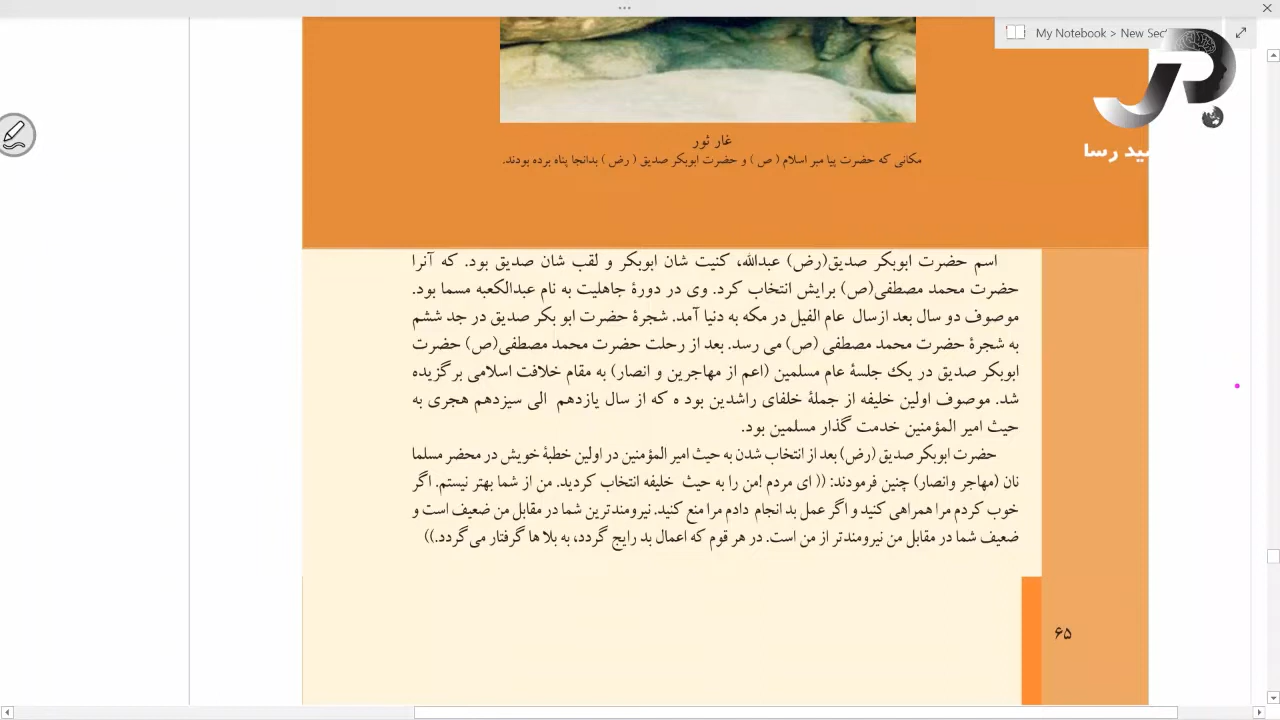 My Notebook > New Sec
ید رسا
غار ثور
مکانی که حضرت پیا مبر اسلام ( ص ) و حضرت ابوبکر صدیق ( رض ) بدانجا پناه برده بودند.
اسم حضرت ابوبکر صدیق(رض) عبدالله، کنیت شان ابوبکر و لقب شان صدیق بود. که آنرا
حضرت محمد مصطفی(ص) برایش انتخاب کرد. وی در دورۀ جاهلیت به نام عبدالکعبه مسما بود.
موصوف دو سال بعد ازسال عام الفیل در مکه به دنیا آمد. شجرۀ حضرت ابو بکر صدیق در جد ششم
به شجرۀ حضرت محمد مصطفی (ص) می رسد. بعد از رحلت حضرت محمد مصطفی(ص) حضرت
ابوبکر صدیق در یک جلسۀ عام مسلمین (اعم از مهاجرین و انصار) به مقام خلافت اسلامی برگزیده
شد. موصوف اولین خلیفه از جملۀ خلفای راشدین بود ه که از سال یازدهم الی سیزدهم هجری به
حیث امیر المؤمنین خدمت گذار مسلمین بود.
حضرت ابوبکر صدیق (رض) بعد از انتخاب شدن به حیث امیر المؤمنین در اولین خطبۀ خویش در محضر مسلما
نان (مهاجر وانصار) چنین فرمودند: (( ای مردم !من را به حیث خلیفه انتخاب کردید. من از شما بهتر نیستم. اگر
خوب کردم مرا همراهی کنید و اگر عمل بد انجام دادم مرا منع کنید. نیرومندترین شما در مقابل من ضعیف است و
ضعیف شما در مقابل من نیرومندتر از من است. در هر قوم که اعمال بد رایج گردد، به بلا ها گرفتار می گردد.))
۶۵